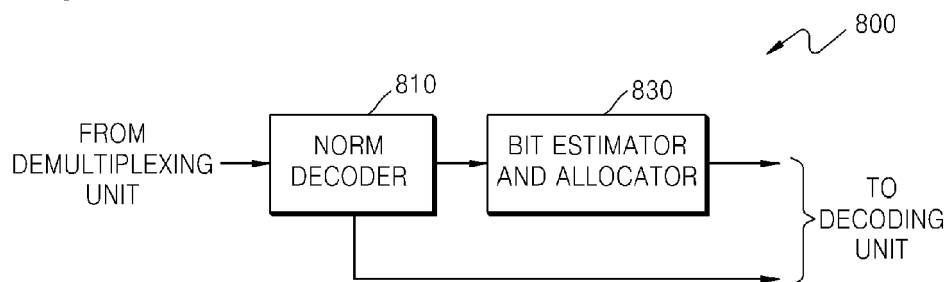 800
810
830
FROM
DEMULTIPLEXING
UNIT
NORM
DECODER
BIT ESTIMATOR
AND ALLOCATOR
TO
DECODING
UNIT